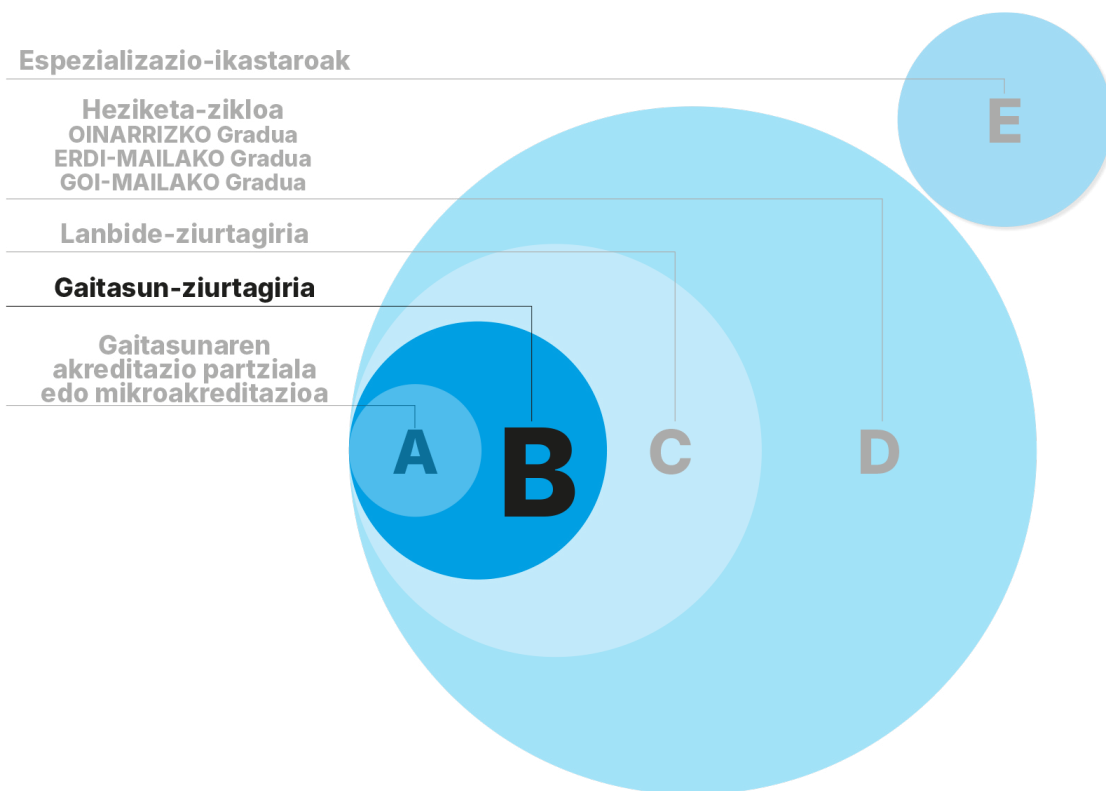 Espezializazio-ikastaroak
Heziketa-zikloa
OINARRIZKO Gradua
ERDI-MAILAKO Gradua
GOI-MAILAKO Gradua
Lanbide-ziurtagiria
Gaitasun-ziurtagiria
Gaitasunaren
akreditazio partziala
edo mikroakreditazioa
E
A B C D